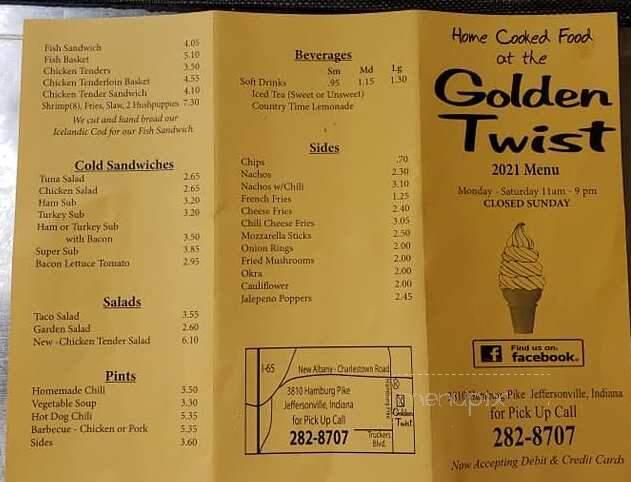 Fish Sandwich 4.05
Fish Basket 5.10
Chicken Tenders 3.50
Chicken Tenderloin Basket 4.55
Chicken Tender Sandwich 4.10
Shrimp(8), Fries, Slaw, 2 Hushpuppies 7.30
We cut and hand bread our
Icelandic Cod for our Fish Sandwich
Cold Sandwiches
Tuna Salad 2.65
Chicken Salad 2.65
Ham Sub 3.20
Turkey Sub 3.20
Ham or Turkey Sub
with Bacon 3.50
Super Sub 3.85
Bacon Lettuce Tomato 2.95
Salads
Taco Salad 3.55
Garden Salad 2.60
New -Chicken Tender Salad 6.10
Pints
Homemade Chili 3.50
Vegetable Soup 3.30
Hot Dog Chili 5.35
Barbecue - Chicken or Pork 5.35
Sides 3.60
Beverages
Sm Md Lg
Soft Drinks .95 1.15 1.30
Iced Tea (Sweet or Unsweet)
Country Time Lemonade
Sides
Chips .70
Nachos 2.30
Nachos w/Chili 3.10
French Fries 1.25
Cheese Fries 2.40
Chili Cheese Fries 3.05
Mozzarella Sticks 2.50
Onion Rings 2.00
Fried Mushrooms 2.00
Okra 2.00
Cauliflower 2.00
Jalepeno Poppers 2.45
I-65
New Albany - Charlestown Road
3810 Hamburg Pike
Jeffersonville, Indiana
for Pick Up Call
282-8707
Hamburg Pike
Golden
Twist
Truckers
Blvd.
Home Cooked Food
at the
Golden
Twist
2021 Menu
Monday - Saturday 11am - 9 pm
CLOSED SUNDAY
Find us on:
facebook.
menupix
3810 Hamburg Pike Jeffersonville, Indiana
for Pick Up Call
282-8707
Now Accepting Debit & Credit Cards